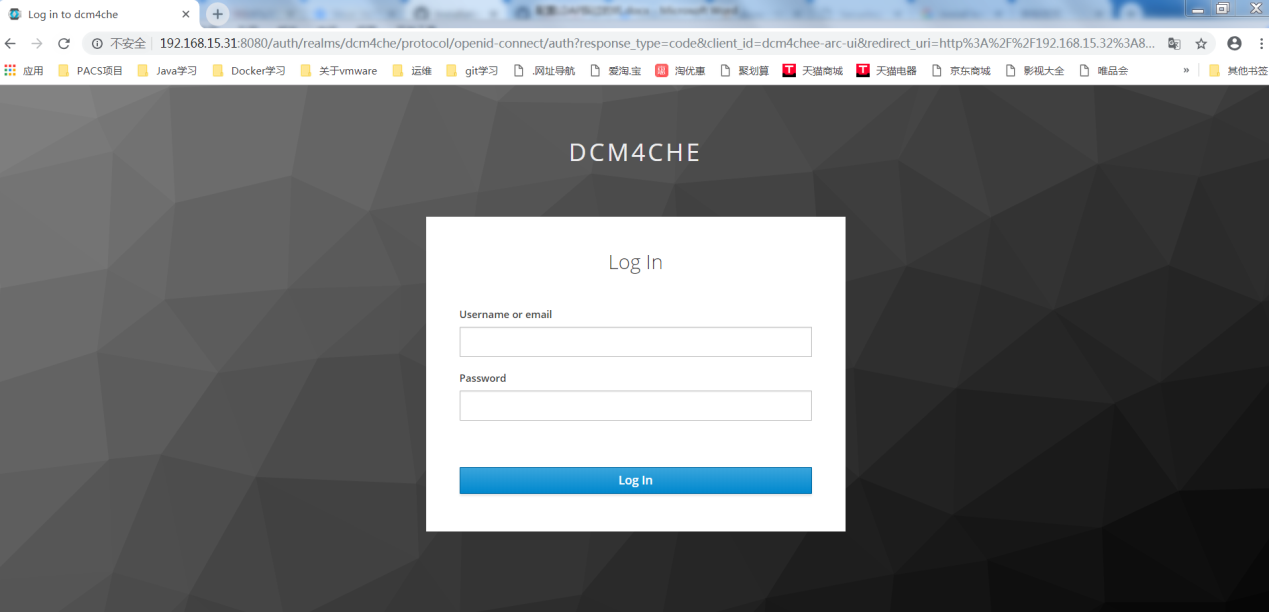 Log in to dcm4che
不安全 192.168.15.31:8080/auth/realms/dcm4che/protocol/openid-connect/auth?response_type=code&client_id=dcm4chee-arc-ui&redirect_uri=http%3A%2F%2F192.168.15.32%3A8...
应用 PACS项目 Java学习 Docker学习 关于vmware 运维 git学习 .网址导航 爱淘.宝 淘优惠 聚划算 天猫商城 天猫电器 京东商城 影视大全 唯品会 » 其他书签
DCM4CHE
Log In
Username or email
Password
Log In